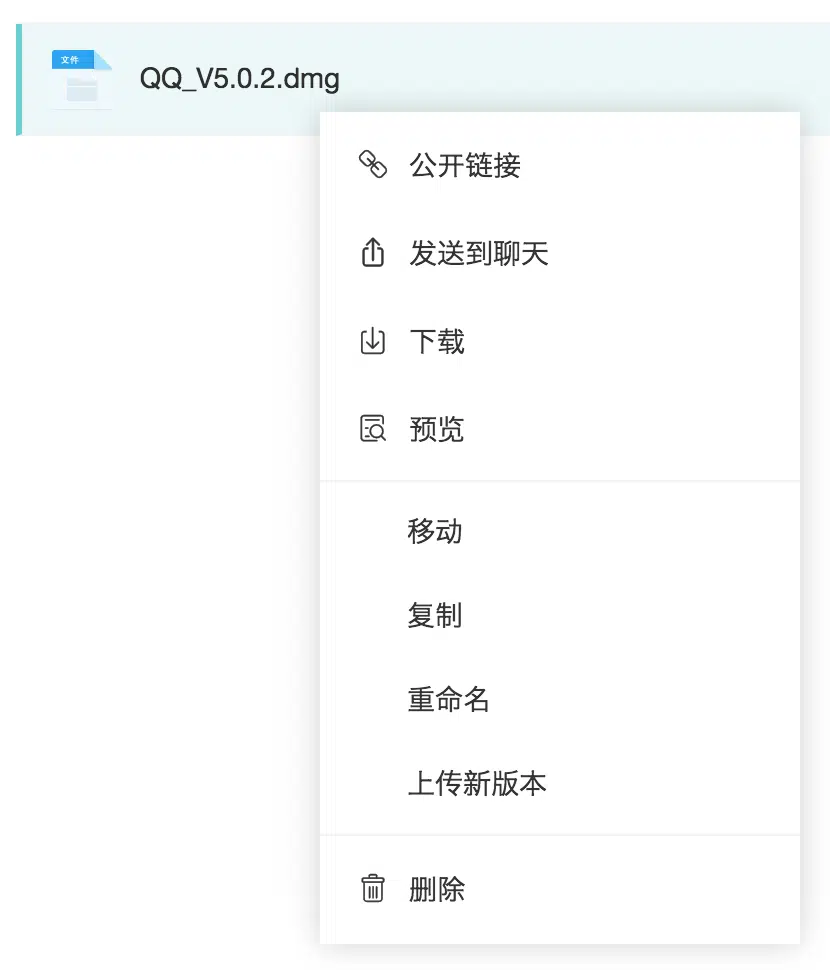 文件
QQ_V5.0.2.dmg
公开链接
发送到聊天
下载
预览
移动
复制
重命名
上传新版本
删除